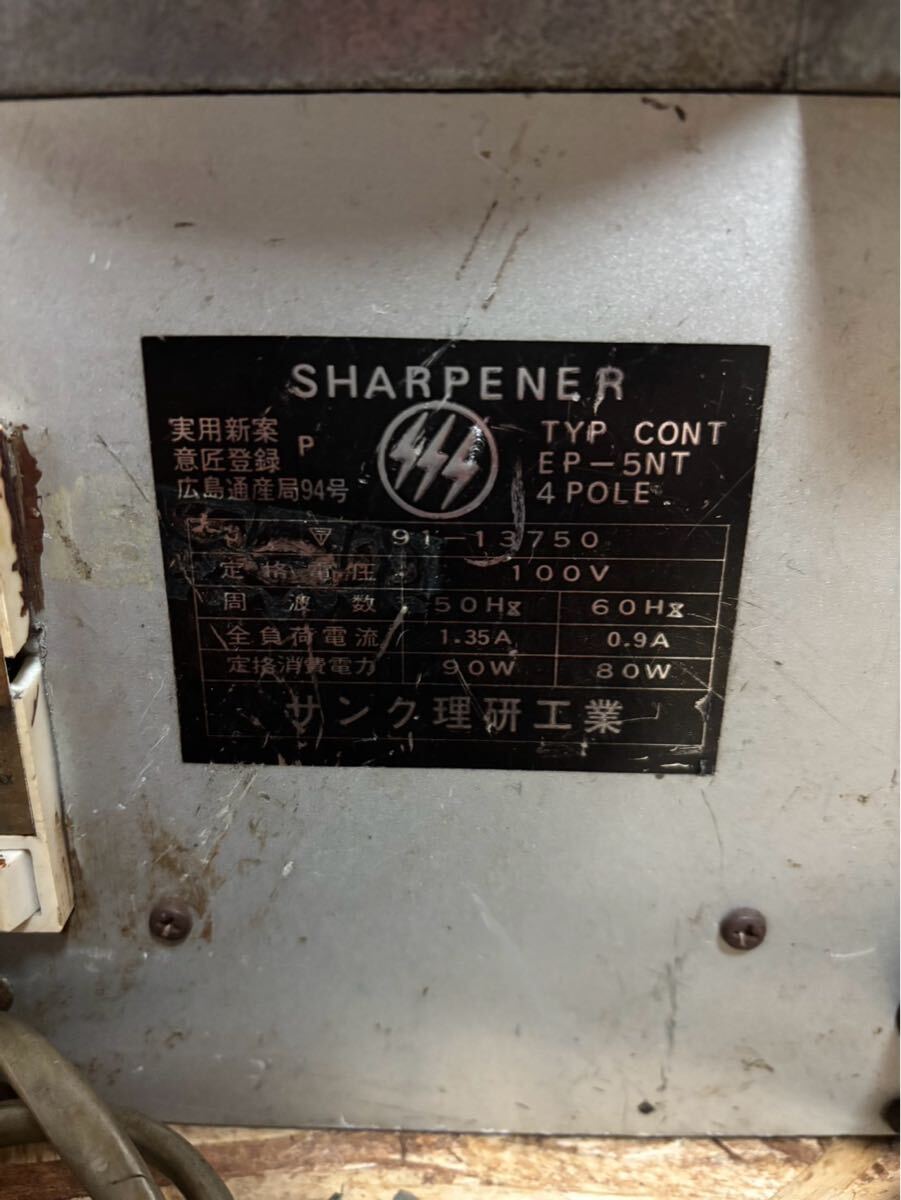 SHARPENER
実用新案
意匠登録 P
広島通産局94号
TYP CONT
EP-5NT
4 POLE
〒 91-13750
定格電圧 100V
周波数 50Hz 60Hz
全負荷電流 1.35A 0.9A
定格消費電力 90W 80W
サンク理研工業